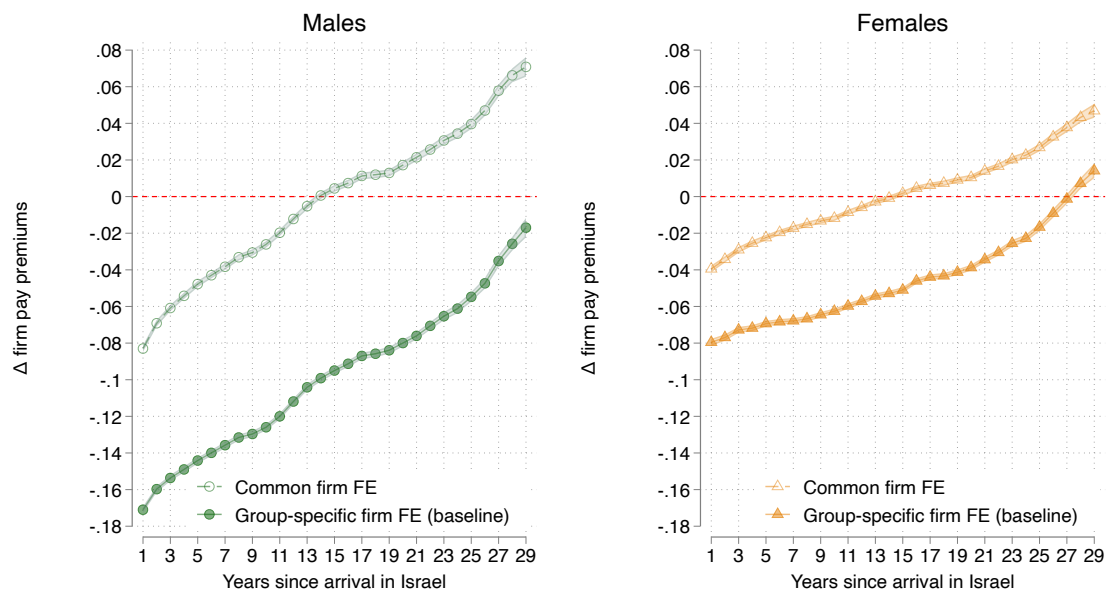 Males
Δ firm pay premiums
.08
.06
.04
.02
0
-.02
-.04
-.06
-.08
-.1
-.12
-.14
-.16
-.18
Common firm FE
Group-specific firm FE (baseline)
1 3 5 7 9 11 13 15 17 19 21 23 25 27 29
Years since arrival in Israel
Females
Δ firm pay premiums
.08
.06
.04
.02
0
-.02
-.04
-.06
-.08
-.1
-.12
-.14
-.16
-.18
Common firm FE
Group-specific firm FE (baseline)
1 3 5 7 9 11 13 15 17 19 21 23 25 27 29
Years since arrival in Israel